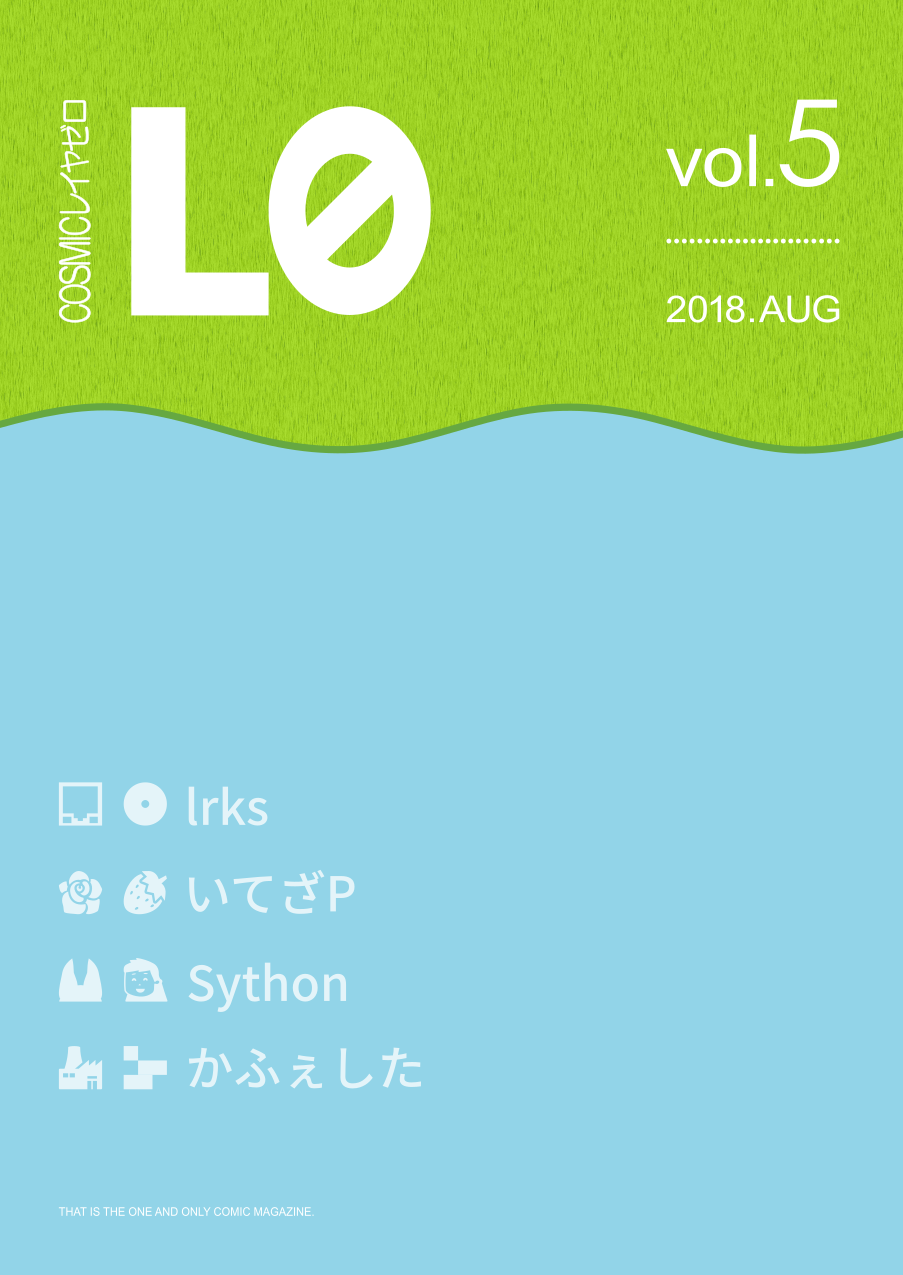 COSMICレイヤゼロ
L0
vol.5
2018.AUG
lrks
いてざP
Sython
かふぇした
THAT IS THE ONE AND ONLY COMIC MAGAZINE.